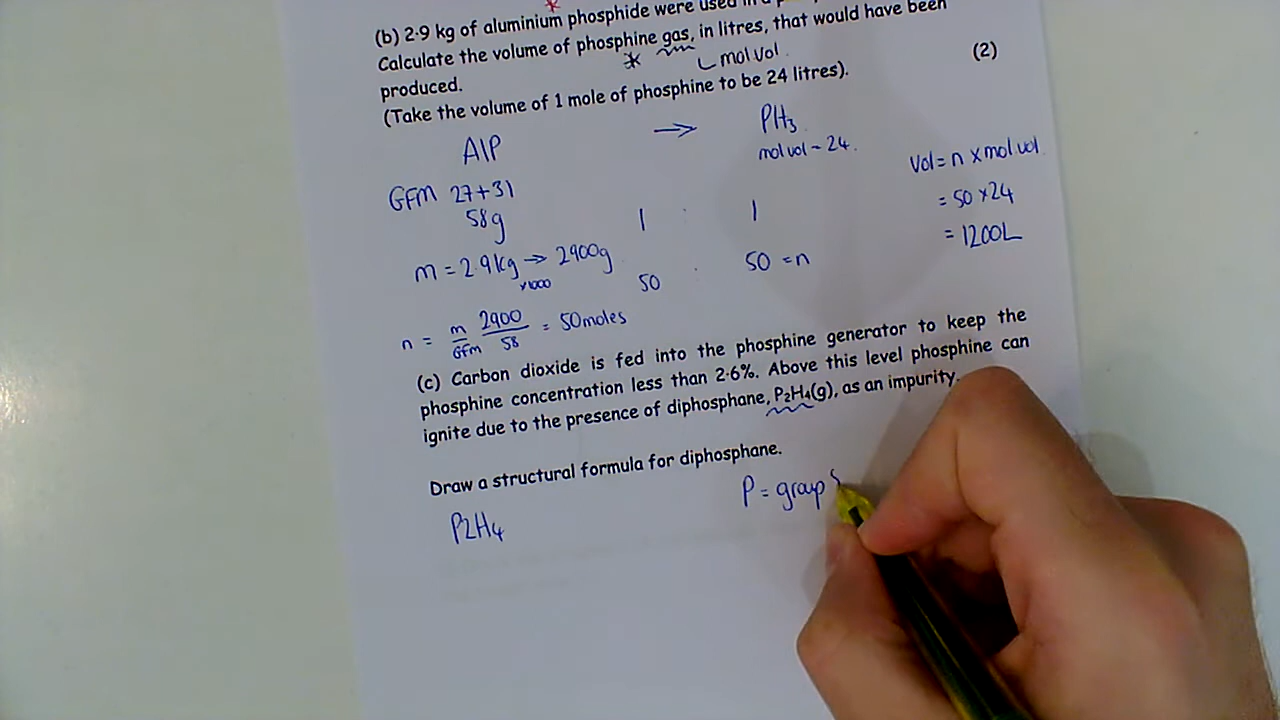 (b) 2·9 kg of aluminium phosphide were used in a
Calculate the volume of phosphine gas, in litres, that would have been
produced.
* mol vol
(2)
(Take the volume of 1 mole of phosphine to be 24 litres).
AlP → PH₃
mol vol - 24.
Vol = n × mol vol
GFM 27+31
= 50 × 24
58g 1 : 1
= 1200L
m = 2.9kg → 2900g
×1000
50 : 50 = n
n = m/GFM 2900/58 = 50 moles
(c) Carbon dioxide is fed into the phosphine generator to keep the
phosphine concentration less than 2·6%. Above this level phosphine can
ignite due to the presence of diphosphane, P₂H₄(g), as an impurity.
Draw a structural formula for diphosphane.
P = group 5
P2H₄